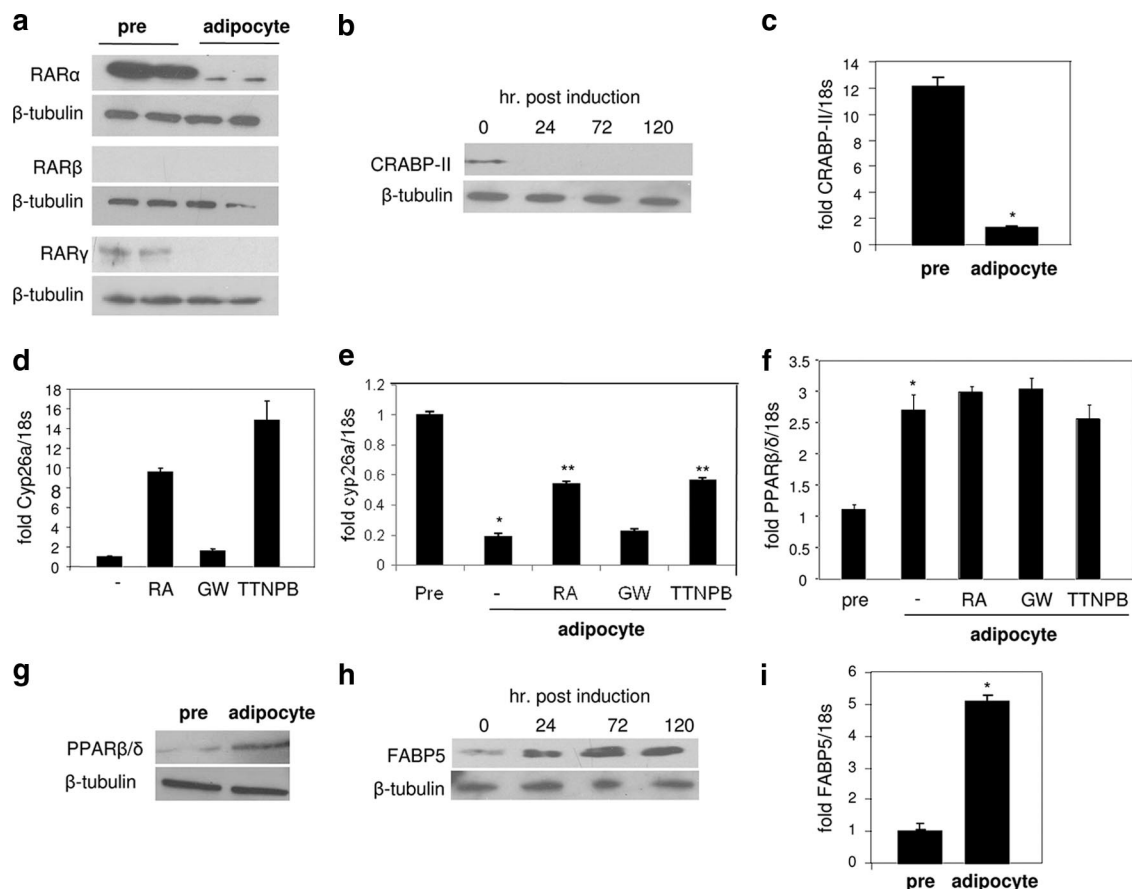 a
pre adipocyte
RARα
β-tubulin
RARβ
β-tubulin
RARγ
β-tubulin
b
hr. post induction
0 24 72 120
CRABP-II
β-tubulin
c
fold CRABP-II/18s
14
12
10
8
6
4
2
0
*
pre adipocyte
d
fold Cyp26a/18s
18
16
14
12
10
8
6
4
2
0
- RA GW TTNPB
e
fold cyp26a/18s
1.2
1
0.8
0.6
0.4
0.2
0
* ** **
Pre - RA GW TTNPB
adipocyte
f
fold PPARβ/δ/18s
3.5
3
2.5
2
1.5
1
0.5
0
*
pre - RA GW TTNPB
adipocyte
g
pre adipocyte
PPARβ/δ
β-tubulin
h
hr. post induction
0 24 72 120
FABP5
β-tubulin
i
fold FABP5/18s
6
5
4
3
2
1
0
*
pre adipocyte